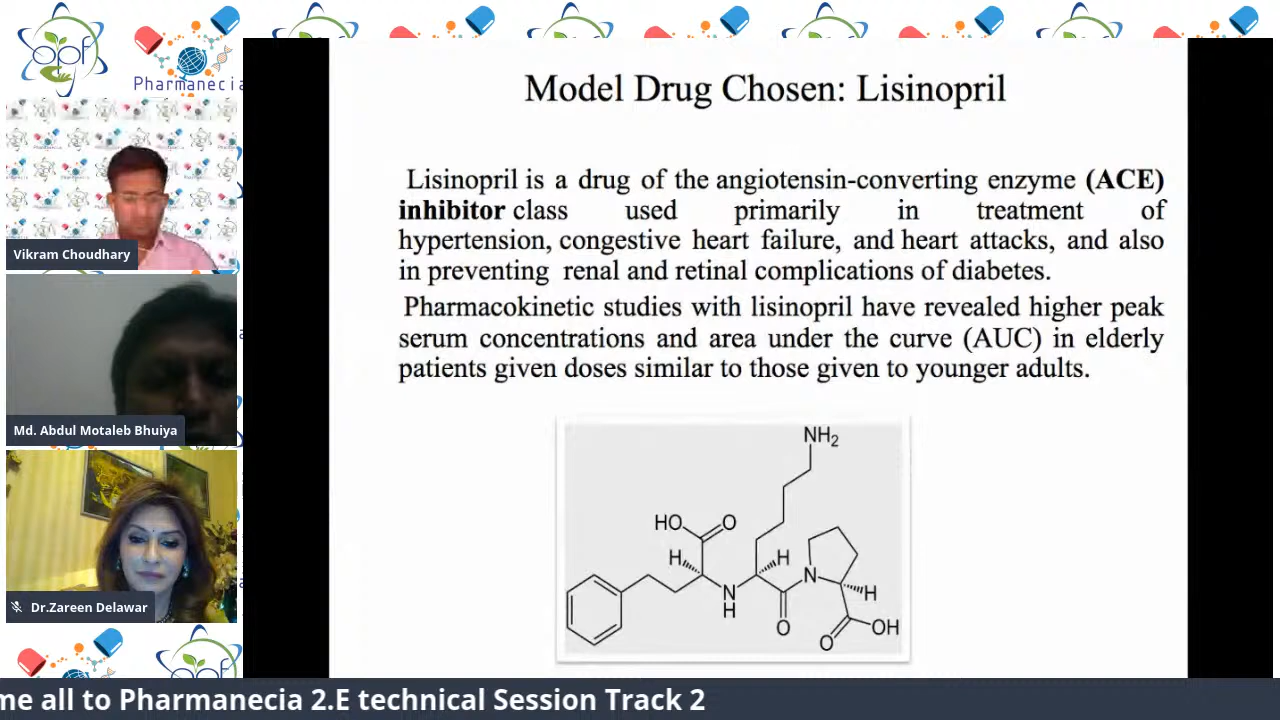 opf
Pharmanecia
Vikram Choudhary
Md. Abdul Motaleb Bhuiya
Dr.Zareen Delawar
Model Drug Chosen: Lisinopril
Lisinopril is a drug of the angiotensin-converting enzyme (ACE)
inhibitor class used primarily in treatment of
hypertension, congestive heart failure, and heart attacks, and also
in preventing renal and retinal complications of diabetes.
Pharmacokinetic studies with lisinopril have revealed higher peak
serum concentrations and area under the curve (AUC) in elderly
patients given doses similar to those given to younger adults.
NH2
HO O
H H
N N
H H
O
O OH
me all to Pharmanecia 2.E technical Session Track 2